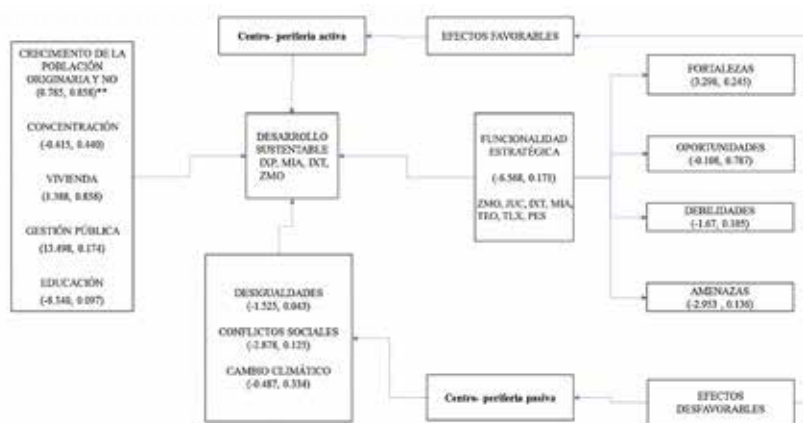 CRECIMIENTO DE LA
POBLACIÓN
ORIGINARIA Y NO
(0.785, 0.858)**
CONCENTRACIÓN
(-0.415, 0.440)
VIVIENDA
(1.388, 0.858)
GESTIÓN PÚBLICA
(13.498, 0.174)
EDUCACIÓN
(-8.540, 0.097)
Centro- periferia activa
DESARROLLO
SUSTENTABLE
IXP, MIA, IXT,
ZMO
DESIGUALDADES
(-1.525, 0.043)
CONFLICTOS SOCIALES
(-2.878, 0.125)
CAMBIO CLIMÁTICO
(-0.487, 0.334)
EFECTOS FAVORABLES
FUNCIONALIDAD
ESTRATÉGICA
(-6.568, 0.171)
ZMO, JUC, IXT, MIA,
TEO, TLX, PES
Centro- periferia pasiva
FORTALEZAS
(3.298, 0.245)
OPORTUNIDADES
(-0.108, 0.787)
DEBILIDADES
(-1.67, 0.105)
AMENAZAS
(-2.953 , 0.136)
EFECTOS
DESFAVORABLES